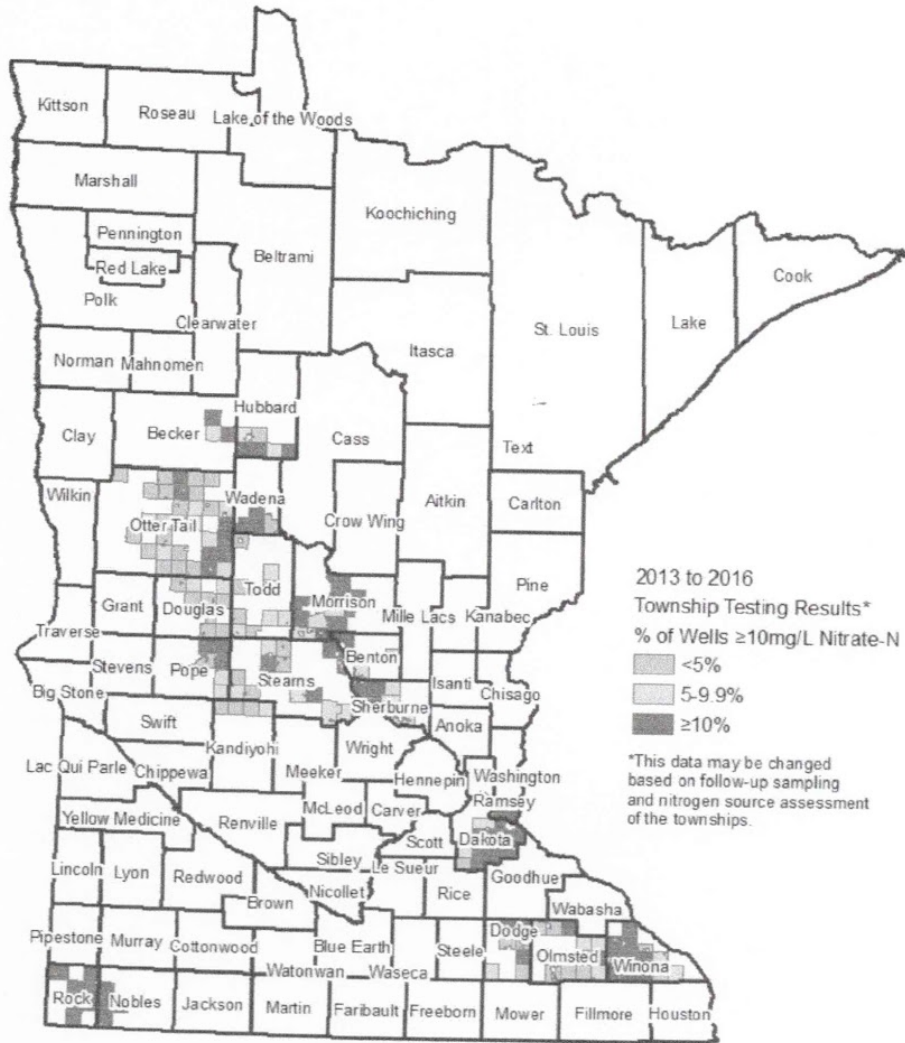 Kittson
Roseau
Lake of the Woods
Marshall
Koochiching
Pennington
Beltrami
Red Lake
Cook
Polk
Clearwater
St. Louis
Lake
Itasca
Norman
Mahnomen
Hubbard
Clay
Becker
Cass
Text
Wilkin
Wadena
Aitkin
Carlton
Otter Tail
Crow Wing
Pine
Todd
Grant
Douglas
Morrison
Mille Lacs
Kanabec
Traverse
Stevens
Pope
Benton
Stearns
Isanti
Big Stone
Chisago
Sherburne
Swift
Anoka
Kandiyohi
Wright
Lac Qui Parle
Chippewa
Meeker
Hennepin
Washington
Ramsey
McLeod
Carver
Yellow Medicine
Renville
Scott
Dakota
Sibley
Le Sueur
Lincoln
Lyon
Redwood
Goodhue
Nicollet
Rice
Brown
Wabasha
Pipestone
Murray
Cottonwood
Blue Earth
Steele
Dodge
Olmsted
Winona
Watonwan
Waseca
Rock
Nobles
Jackson
Martin
Faribault
Freeborn
Mower
Fillmore
Houston
2013 to 2016
Township Testing Results*
% of Wells ≥10mg/L Nitrate-N
<5%
5-9.9%
≥10%
*This data may be changed
based on follow-up sampling
and nitrogen source assessment
of the townships.